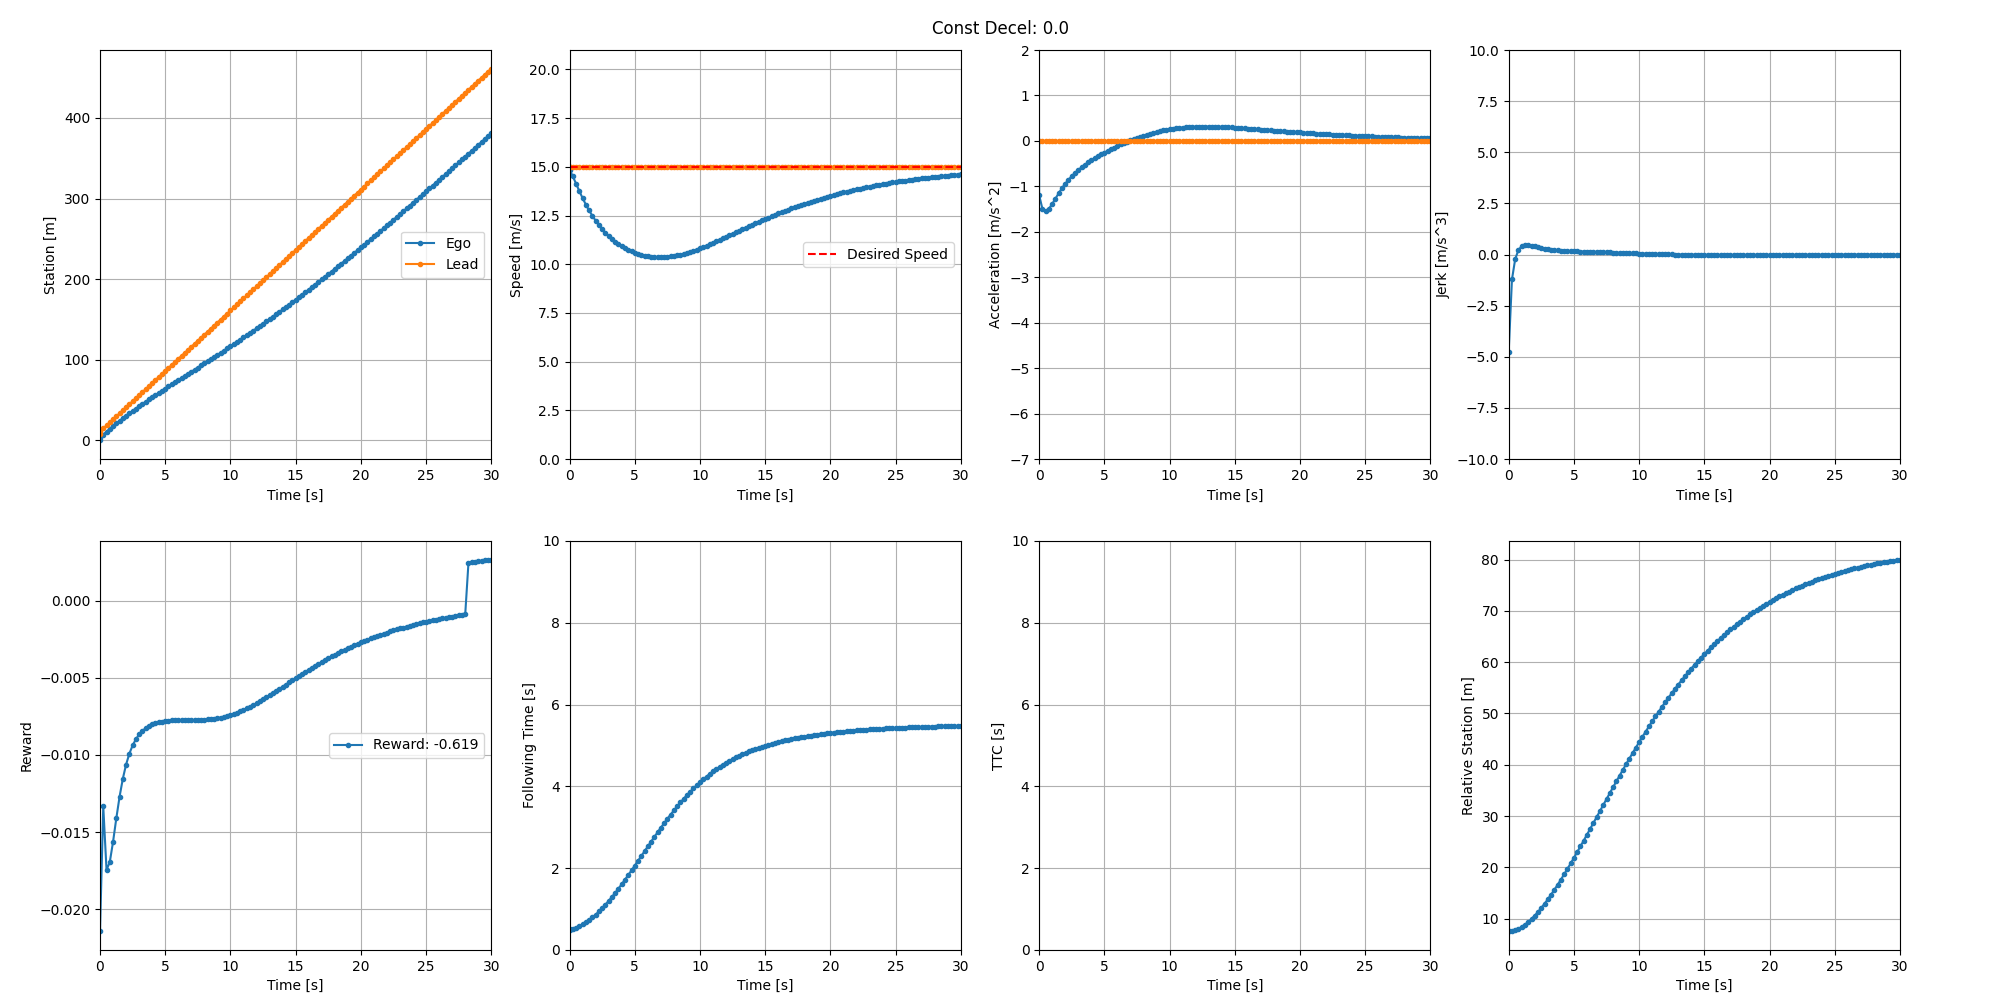 Const Decel: 0.0
Station [m]
400
300
200
100
0
0 5 10 15 20 25 30
Time [s]
Ego
Lead
Speed [m/s]
20.0
17.5
15.0
12.5
10.0
7.5
5.0
2.5
0.0
0 5 10 15 20 25 30
Time [s]
Desired Speed
Acceleration [m/s^2]
2
1
0
−1
−2
−3
−4
−5
−6
−7
0 5 10 15 20 25 30
Time [s]
Jerk [m/s^3]
10.0
7.5
5.0
2.5
0.0
−2.5
−5.0
−7.5
−10.0
0 5 10 15 20 25 30
Time [s]
Reward
0.000
−0.005
−0.010
−0.015
−0.020
0 5 10 15 20 25 30
Time [s]
Reward: -0.619
Following Time [s]
10
8
6
4
2
0
0 5 10 15 20 25 30
Time [s]
TTC [s]
10
8
6
4
2
0
0 5 10 15 20 25 30
Time [s]
Relative Station [m]
80
70
60
50
40
30
20
10
0 5 10 15 20 25 30
Time [s]